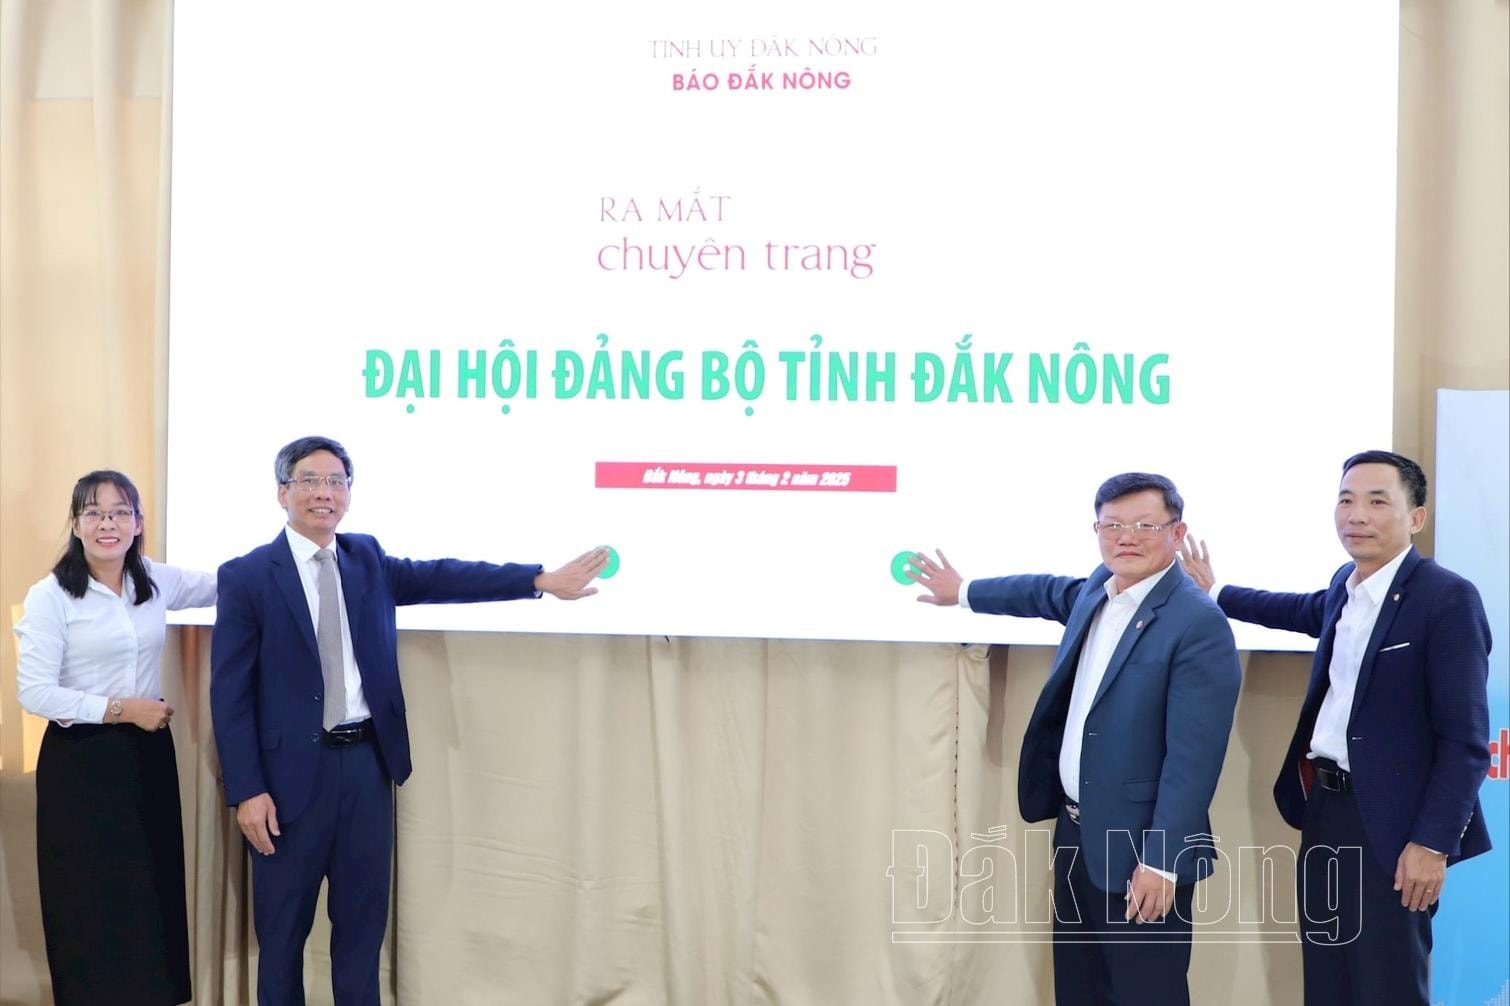 TỈNH ỦY ĐẮK NÔNG
BÁO ĐẮK NÔNG
RA MẮT
chuyên trang
ĐẠI HỘI ĐẢNG BỘ TỈNH ĐẮK NÔNG
Đắk Nông, ngày 3 tháng 2 năm 2025
ch
Đắk Nông